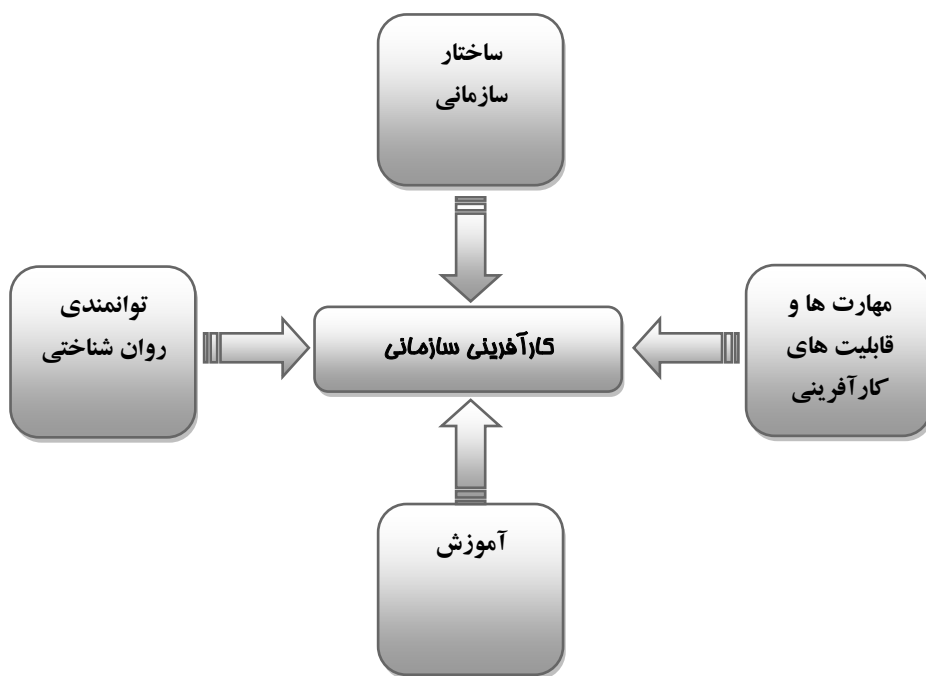 ساختار
سازمانی
مهارت ها و
قابلیت های
کارآفرینی
کارآفرینی سازمانی
توانمندی
روان شناختی
آموزش